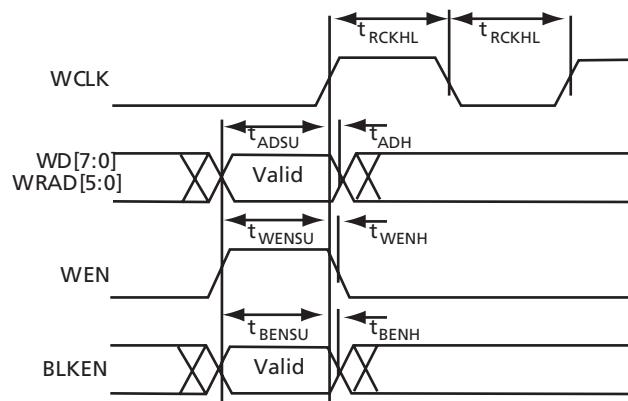 tRCKHL tRCKHL
WCLK
tADSU tADH
WD[7:0]
WRAD[5:0]
Valid
tWENSU tWENH
WEN
tBENSU tBENH
BLKEN
Valid